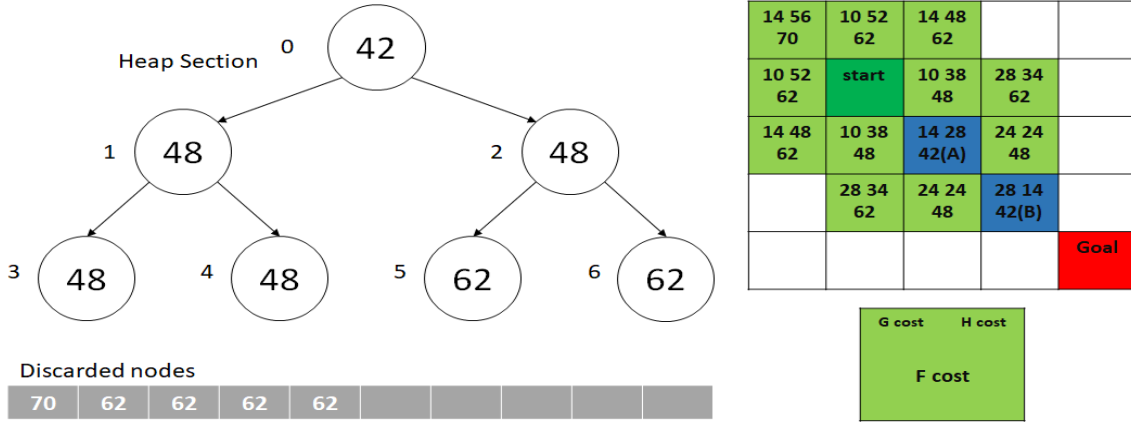 Heap Section
0
42
1
48
2
48
3
48
4
48
5
62
6
62
Discarded nodes
70 62 62 62 62
14 56 10 52 14 48
70 62 62
10 52 start 10 38 28 34
62 48 62
14 48 10 38 14 28 24 24
62 48 42(A) 48
28 34 24 24 28 14
62 48 42(B)
Goal
G cost H cost
F cost